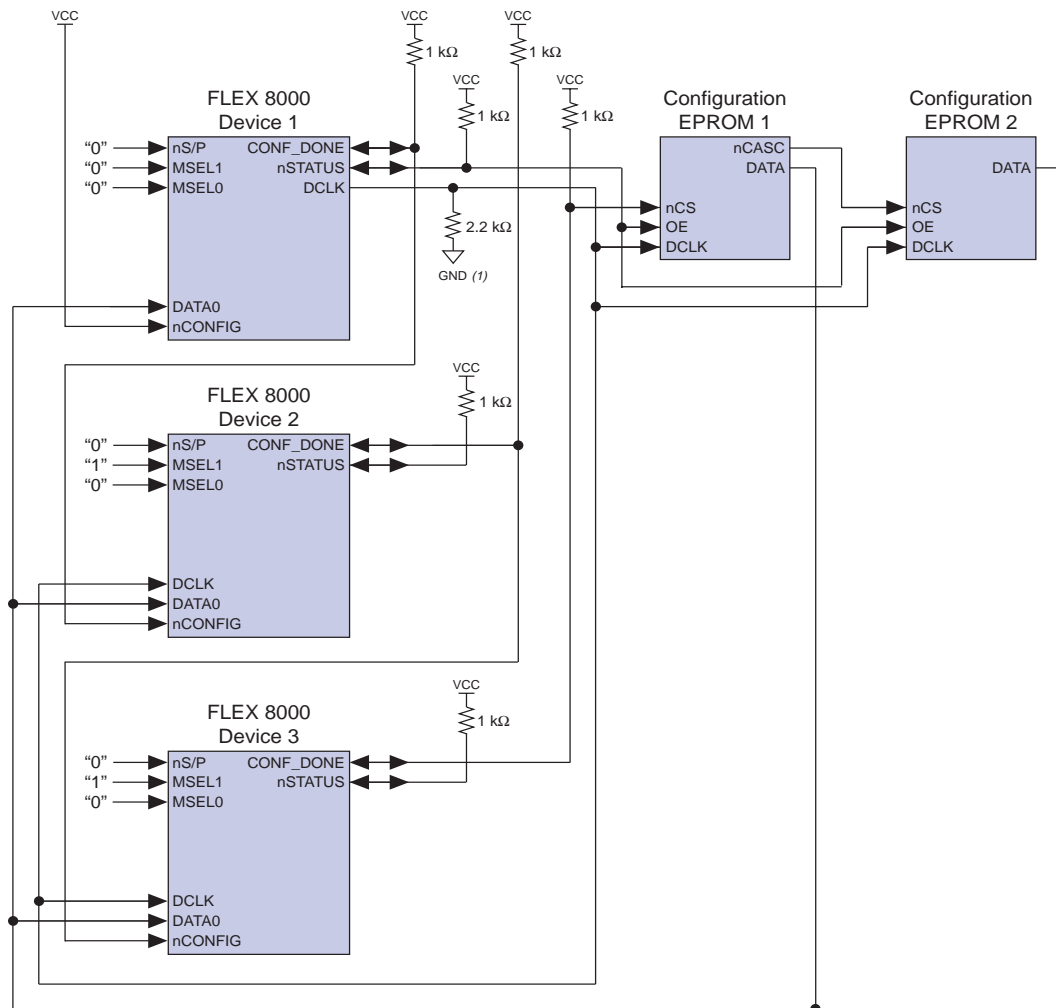 VCC
VCC
VCC
1 kΩ
1 kΩ
VCC
1 kΩ
VCC
1 kΩ
FLEX 8000
Device 1
“0”
“0”
“0”
nS/P
MSEL1
MSEL0
CONF_DONE
nSTATUS
DCLK
DATA0
nCONFIG
2.2 kΩ
GND (1)
Configuration
EPROM 1
nCASC
DATA
nCS
OE
DCLK
Configuration
EPROM 2
DATA
nCS
OE
DCLK
FLEX 8000
Device 2
VCC
1 kΩ
“0”
“1”
“0”
nS/P
MSEL1
MSEL0
CONF_DONE
nSTATUS
DCLK
DATA0
nCONFIG
FLEX 8000
Device 3
VCC
1 kΩ
“0”
“1”
“0”
nS/P
MSEL1
MSEL0
CONF_DONE
nSTATUS
DCLK
DATA0
nCONFIG